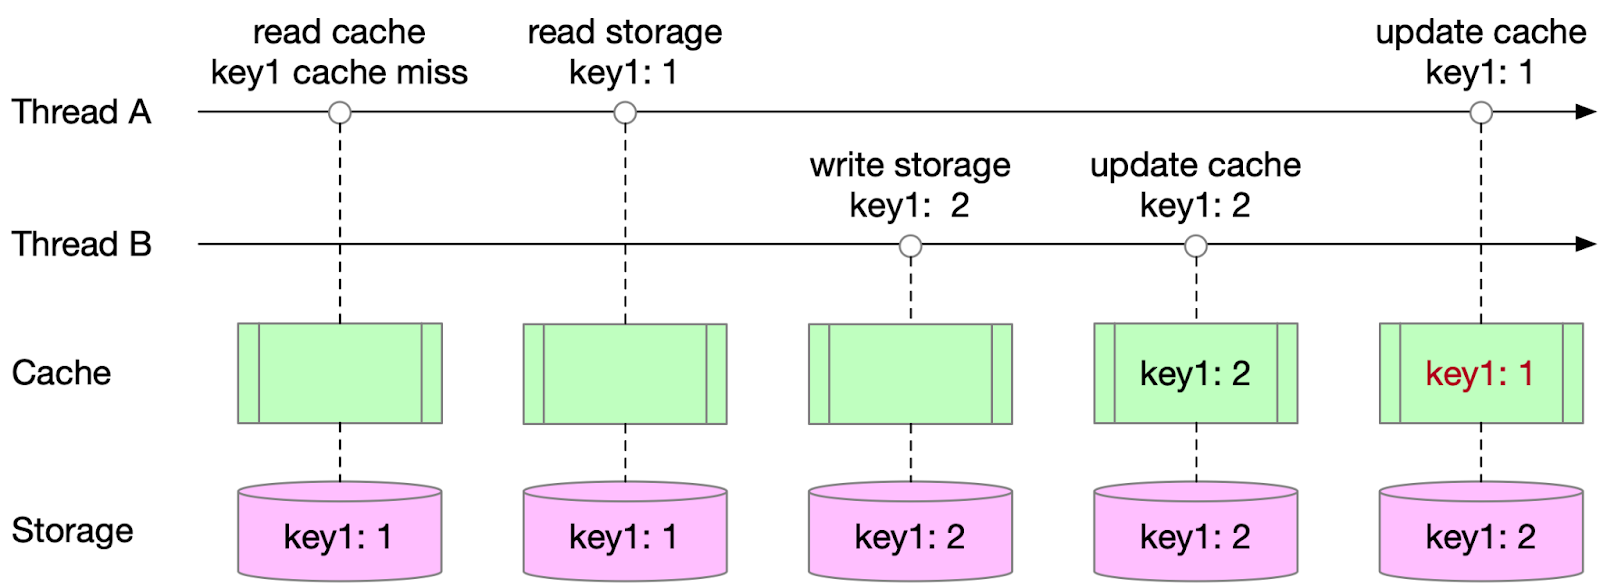 read cache
key1 cache miss
read storage
key1: 1
update cache
key1: 1
Thread A
write storage
key1:  2
update cache
key1: 2
Thread B
Cache
key1: 2
key1: 1
Storage
key1: 1
key1: 1
key1: 2
key1: 2
key1: 2